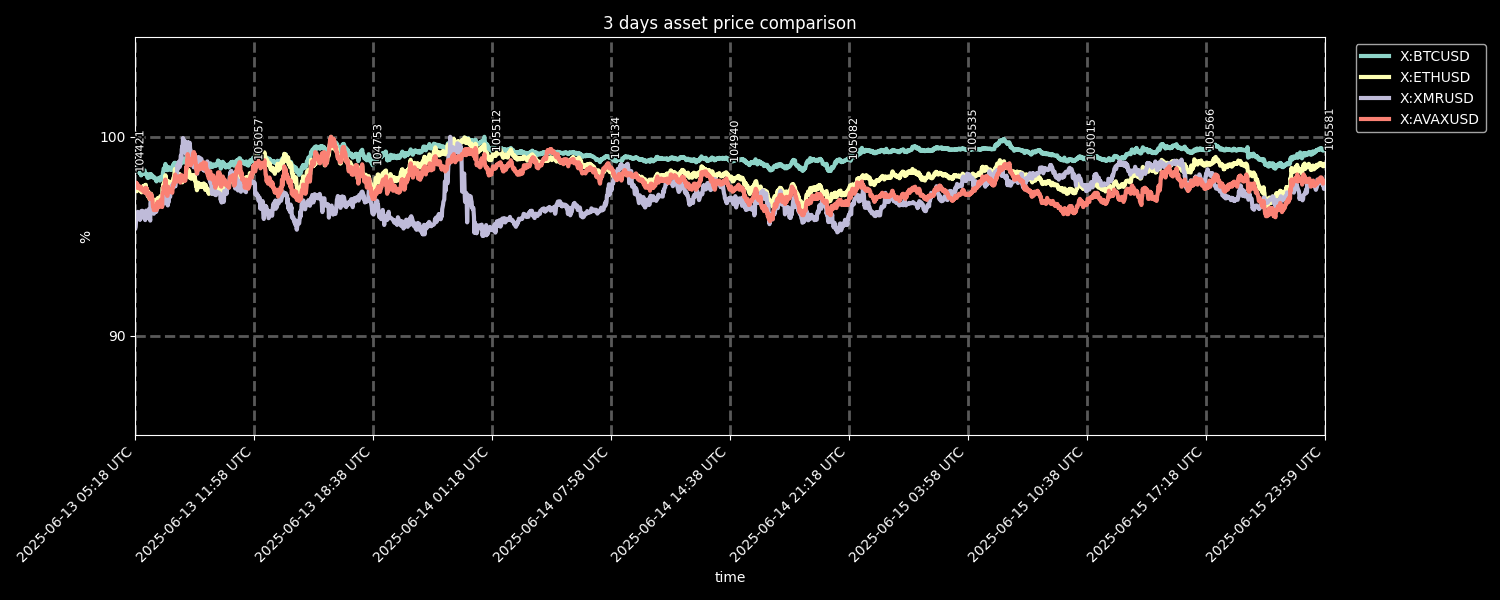 3 days asset price comparison
X:BTCUSD
X:ETHUSD
X:XMRUSD
X:AVAXUSD
100
90
%
104421
105057
104753
105512
105134
104940
105082
105535
105015
105566
105581
2025-06-13 05:18 UTC
2025-06-13 11:58 UTC
2025-06-13 18:38 UTC
2025-06-14 01:18 UTC
2025-06-14 07:58 UTC
2025-06-14 14:38 UTC
2025-06-14 21:18 UTC
2025-06-15 03:58 UTC
2025-06-15 10:38 UTC
2025-06-15 17:18 UTC
2025-06-15 23:59 UTC
time